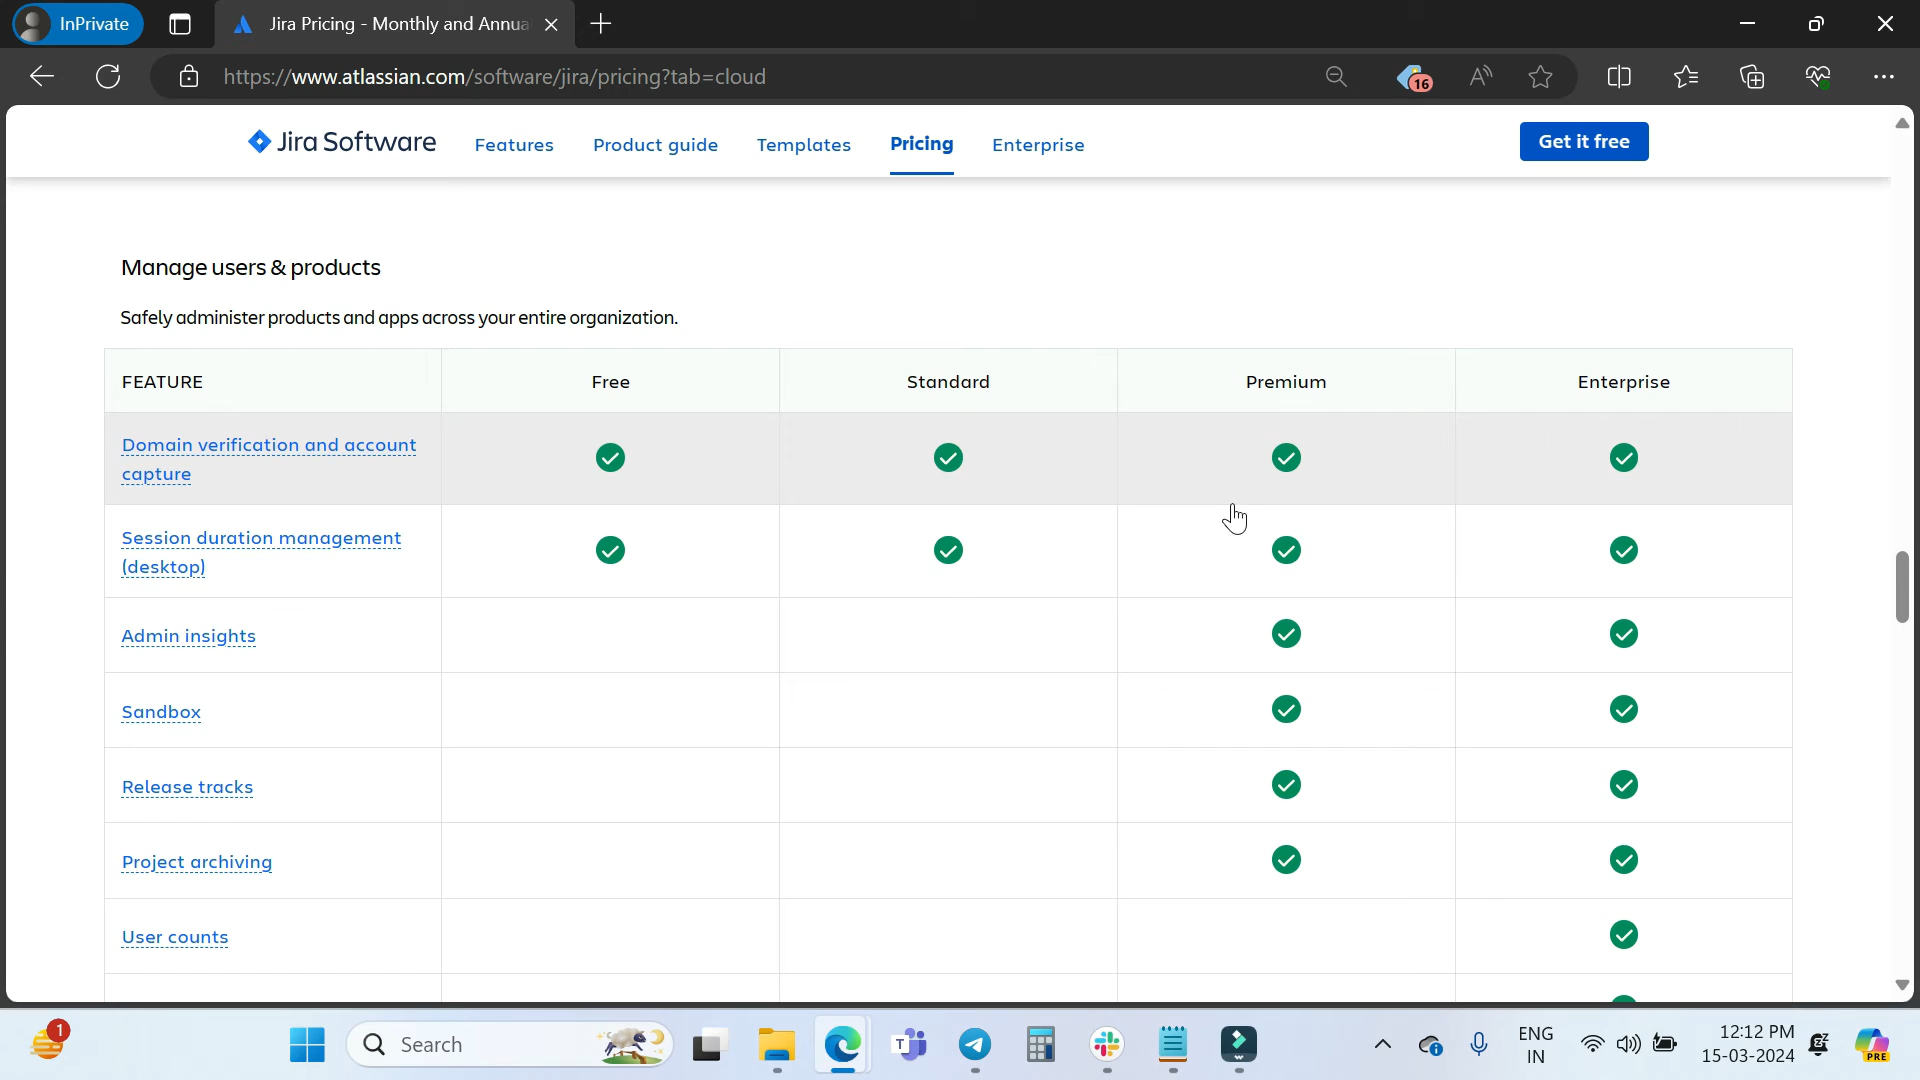 InPrivate
Jira Pricing - Monthly and Annua
https://www.atlassian.com/software/jira/pricing?tab=cloud
16
Jira Software
Features
Product guide
Templates
Pricing
Enterprise
Get it free
Manage users & products
Safely administer products and apps across your entire organization.
FEATURE
Free
Standard
Premium
Enterprise
Domain verification and account
capture
Session duration management
(desktop)
Admin insights
Sandbox
Release tracks
Project archiving
User counts
1
Search
T
ENG
IN
12:12 PM
15-03-2024
PRE